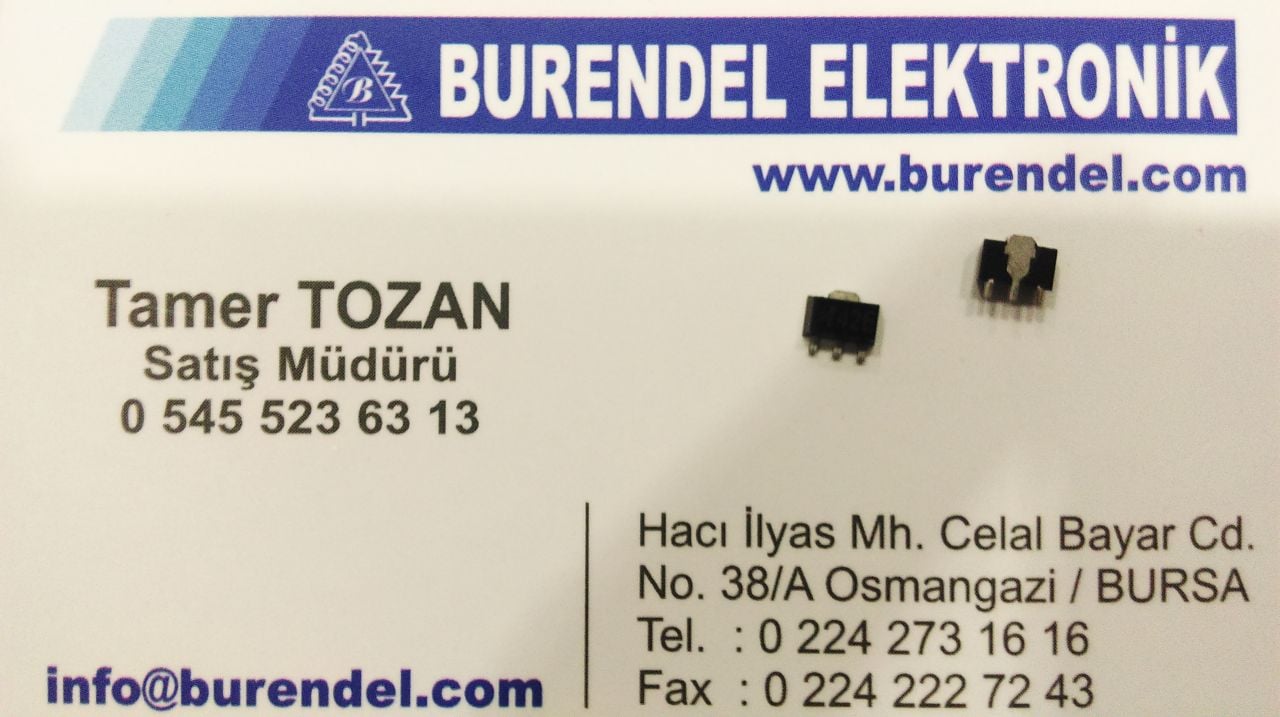 B
BURENDEL ELEKTRONİK
www.burendel.com
Tamer TOZAN
Satış Müdürü
0 545 523 63 13
Hacı İlyas Mh. Celal Bayar Cd.
No. 38/A Osmangazi / BURSA
Tel. : 0 224 273 16 16
Fax : 0 224 222 72 43
info@burendel.com